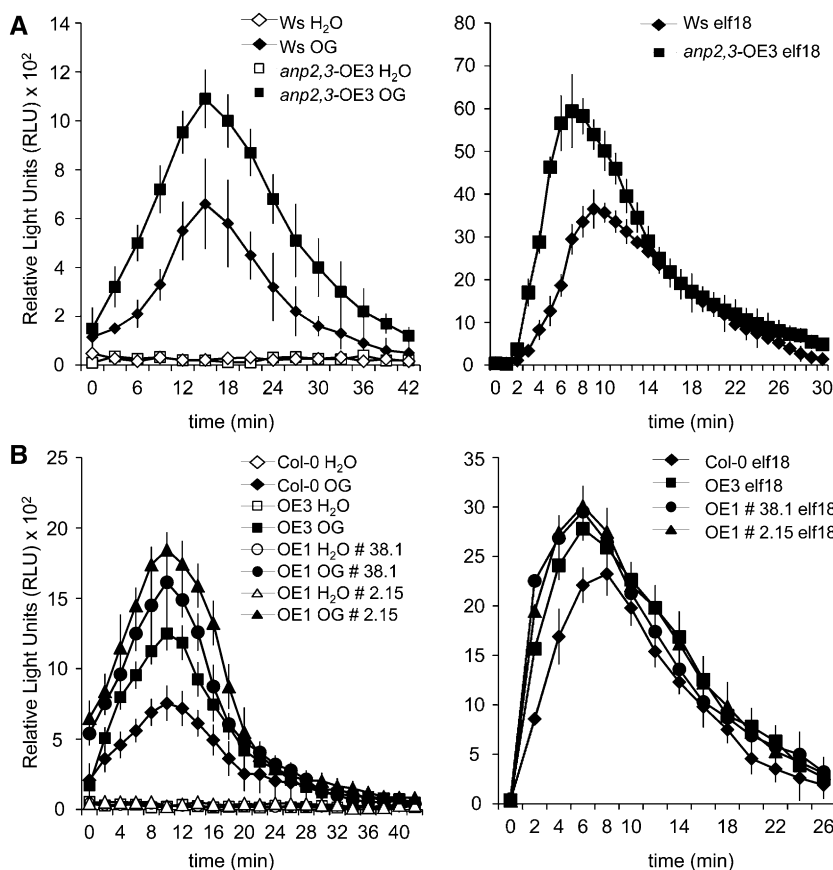 A
Relative Light Units (RLU) x 10²
14
12
10
8
6
4
2
0
0 6 12 18 24 30 36 42
time (min)
Ws H₂O
Ws OG
anp2,3-OE3 H₂O
anp2,3-OE3 OG
80
70
60
50
40
30
20
10
0
0 2 4 6 8 10 14 18 22 26 30
time (min)
Ws elf18
anp2,3-OE3 elf18
B
Relative Light Units (RLU) x 10²
25
20
15
10
5
0
0 4 8 12 16 20 24 28 32 36 40
time (min)
Col-0 H₂O
Col-0 OG
OE3 H₂O
OE3 OG
OE1 H₂O # 38.1
OE1 OG # 38.1
OE1 H₂O # 2.15
OE1 OG # 2.15
35
30
25
20
15
10
5
0
0 2 4 6 8 10 14 18 22 26
time (min)
Col-0 elf18
OE3 elf18
OE1 # 38.1 elf18
OE1 # 2.15 elf18